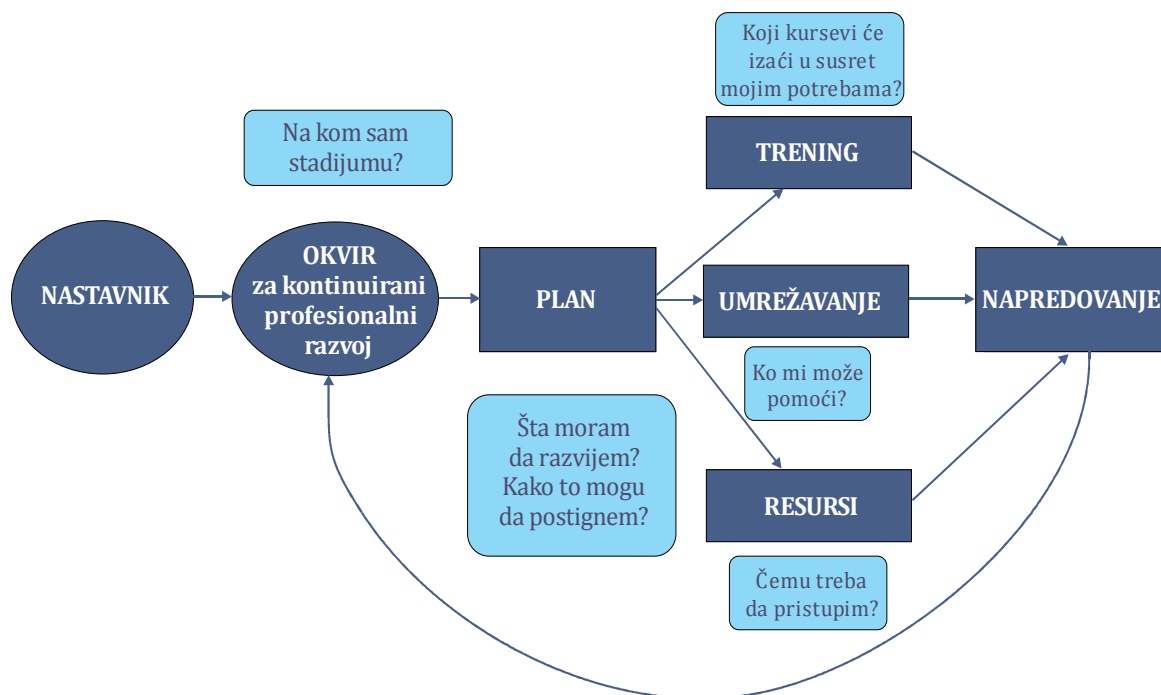 Koji kursevi će
izaći u susret
mojim potrebama?
Na kom sam
stadijumu?
TRENING
NASTAVNIK
OKVIR
za kontinuirani
profesionalni
razvoj
PLAN
UMREŽAVANJE
NAPREDOVANJE
Ko mi može
pomoći?
Šta moram
da razvijem?
Kako to mogu
da postignem?
RESURSI
Čemu treba
da pristupim?